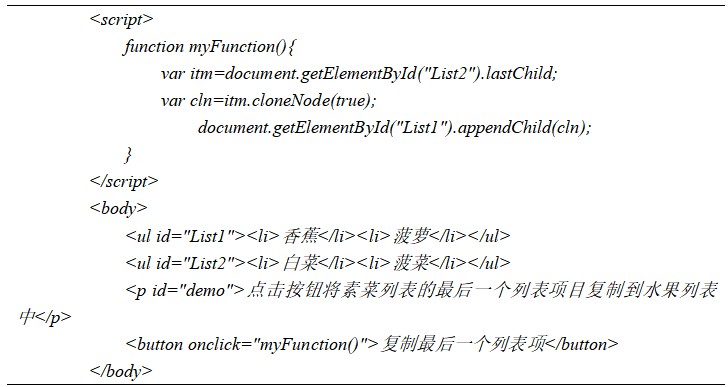 <script>
function myFunction(){
var itm=document.getElementById("List2").lastChild;
var cln=itm.cloneNode(true);
document.getElementById("List1").appendChild(cln);
}
</script>
<body>
<ul id="List1"><li>香蕉</li><li>菠萝</li></ul>
<ul id="List2"><li>白菜</li><li>菠菜</li></ul>
<p id="demo">点击按钮将素菜列表的最后一个列表项目复制到水果列表
中</p>
<button onclick="myFunction()">复制最后一个列表项</button>
</body>